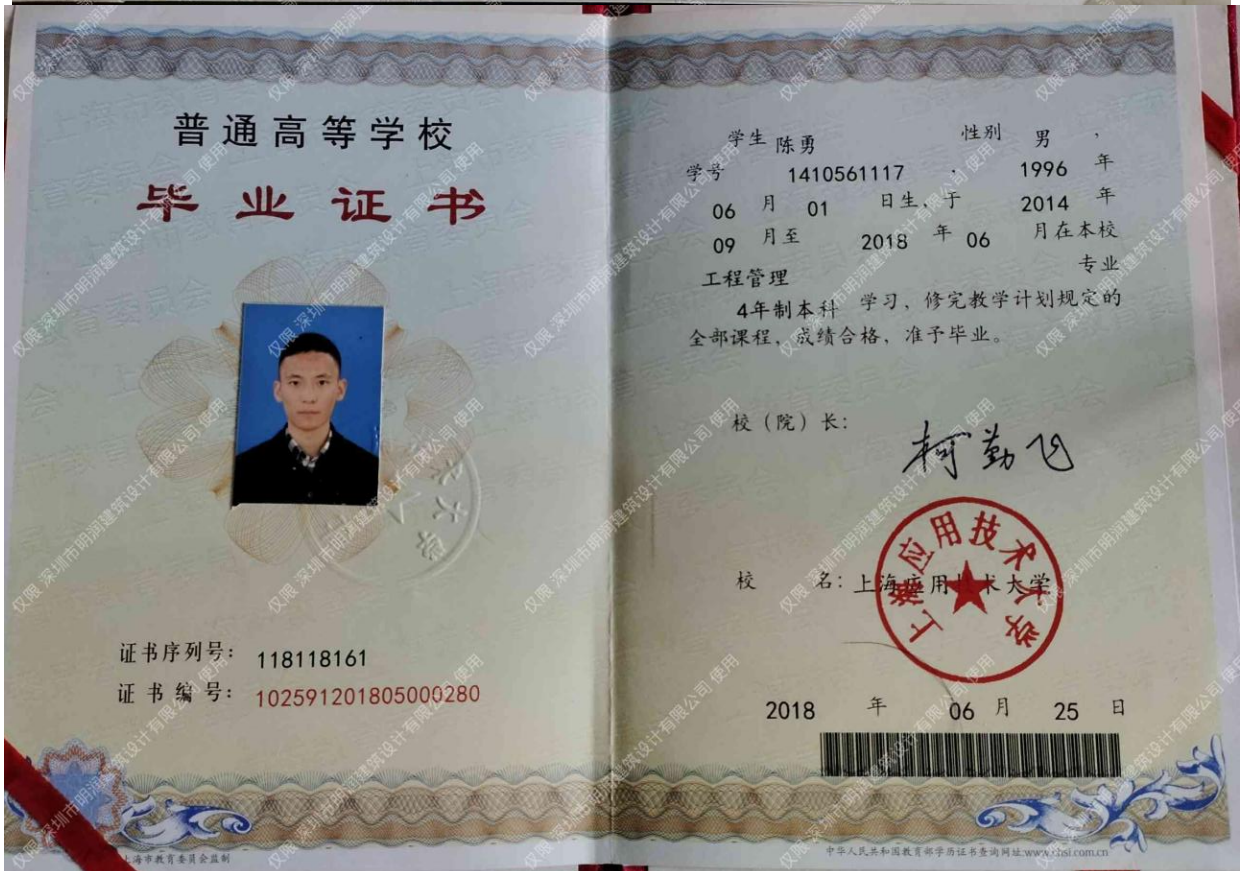 普通高等学校
毕业证书
证书序列号: 118118161
证书编号: 102591201805000280
上海市教育委员会监制
学生 陈勇 性别 男 ,
学号 1410561117 , 1996 年
06 月 01 日生, 于 2014 年
09 月至 2018 年 06 月在本校
工程管理 专业
4年制本科 学习, 修完教学计划规定的
全部课程, 成绩合格, 准予毕业。
校(院)长:
柯勤飞
校 名: 上海应用技术大学
上海应用技术大学
2018 年 06 月 25 日
中华人民共和国教育部学历证书查询网址:www.chsi.com.cn
仅限 深圳市明润建筑设计有限公司 使用